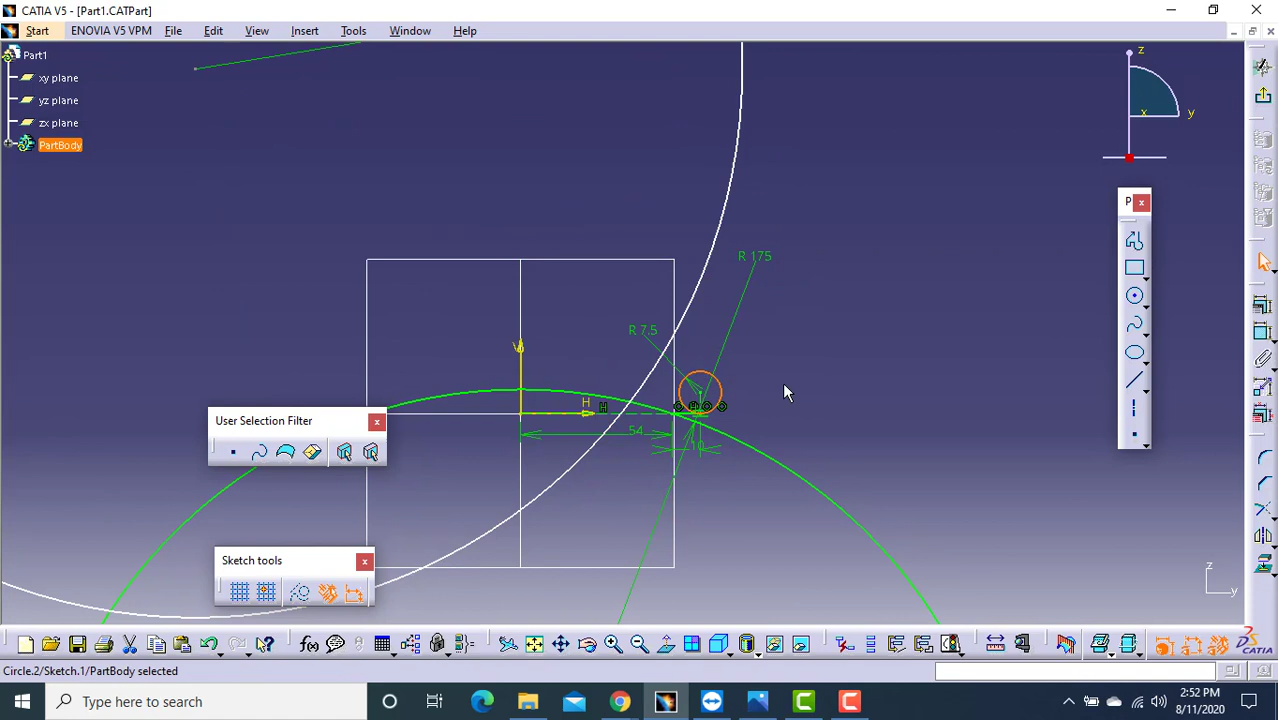 CATIA V5 - [Part1.CATPart]
Start ENOVIA V5 VPM File Edit View Insert Tools Window Help
Part1
xy plane
yz plane
zx plane
PartBody
z
x y
P
R 175
R 7.5
V
H
H
54
10
User Selection Filter
Sketch tools
z
y
f(x)
CATIA
Circle.2/Sketch.1/PartBody selected
Type here to search
2:52 PM
8/11/2020